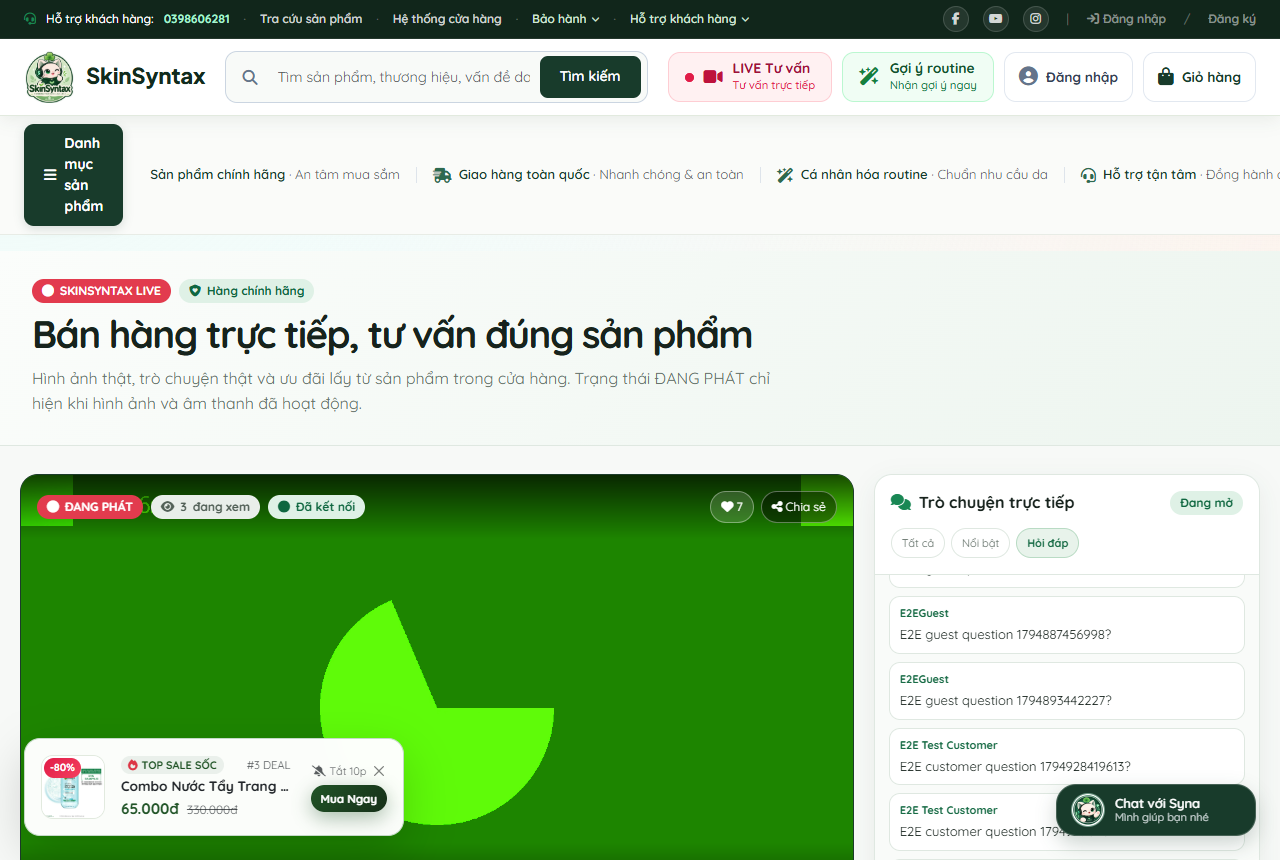 Hỗ trợ khách hàng: 0398606281 · Tra cứu sản phẩm · Hệ thống cửa hàng · Bảo hành · Hỗ trợ khách hàng | Đăng nhập / Đăng ký
SkinSyntax
Tìm sản phẩm, thương hiệu, vấn đề da
Tìm kiếm
LIVE Tư vấn
Tư vấn trực tiếp
Gợi ý routine
Nhận gợi ý ngay
Đăng nhập
Giỏ hàng
Danh
mục
sản
phẩm
Sản phẩm chính hãng · An tâm mua sắm
Giao hàng toàn quốc · Nhanh chóng & an toàn
Cá nhân hóa routine · Chuẩn nhu cầu da
Hỗ trợ tận tâm · Đồng hành
SKINSYNTAX LIVE
Hàng chính hãng
Bán hàng trực tiếp, tư vấn đúng sản phẩm
Hình ảnh thật, trò chuyện thật và ưu đãi lấy từ sản phẩm trong cửa hàng. Trạng thái ĐANG PHÁT chỉ
hiện khi hình ảnh và âm thanh đã hoạt động.
ĐANG PHÁT
3 đang xem
Đã kết nối
7
Chia sẻ
Trò chuyện trực tiếp
Đang mở
Tất cả
Nổi bật
Hỏi đáp
E2EGuest
E2E guest question 1794887456998?
E2EGuest
E2E guest question 1794893442227?
E2E Test Customer
E2E customer question 1794928419613?
E2E Test Customer
E2E customer question
-80%
TOP SALE SỐC
#3 DEAL
Combo Nước Tẩy Trang ...
65.000đ 330.000đ
Tắt 10p
Mua Ngay
Chat với Syna
Mình giúp bạn nhé